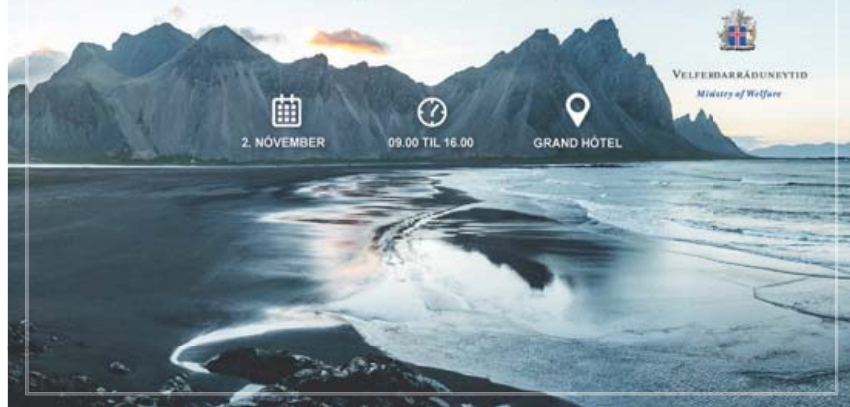 VELFERÐARRÁÐUNEYTIÐ
Ministry of Welfare
2. NÓVEMBER
09.00 TIL 16.00
GRAND HÓTEL